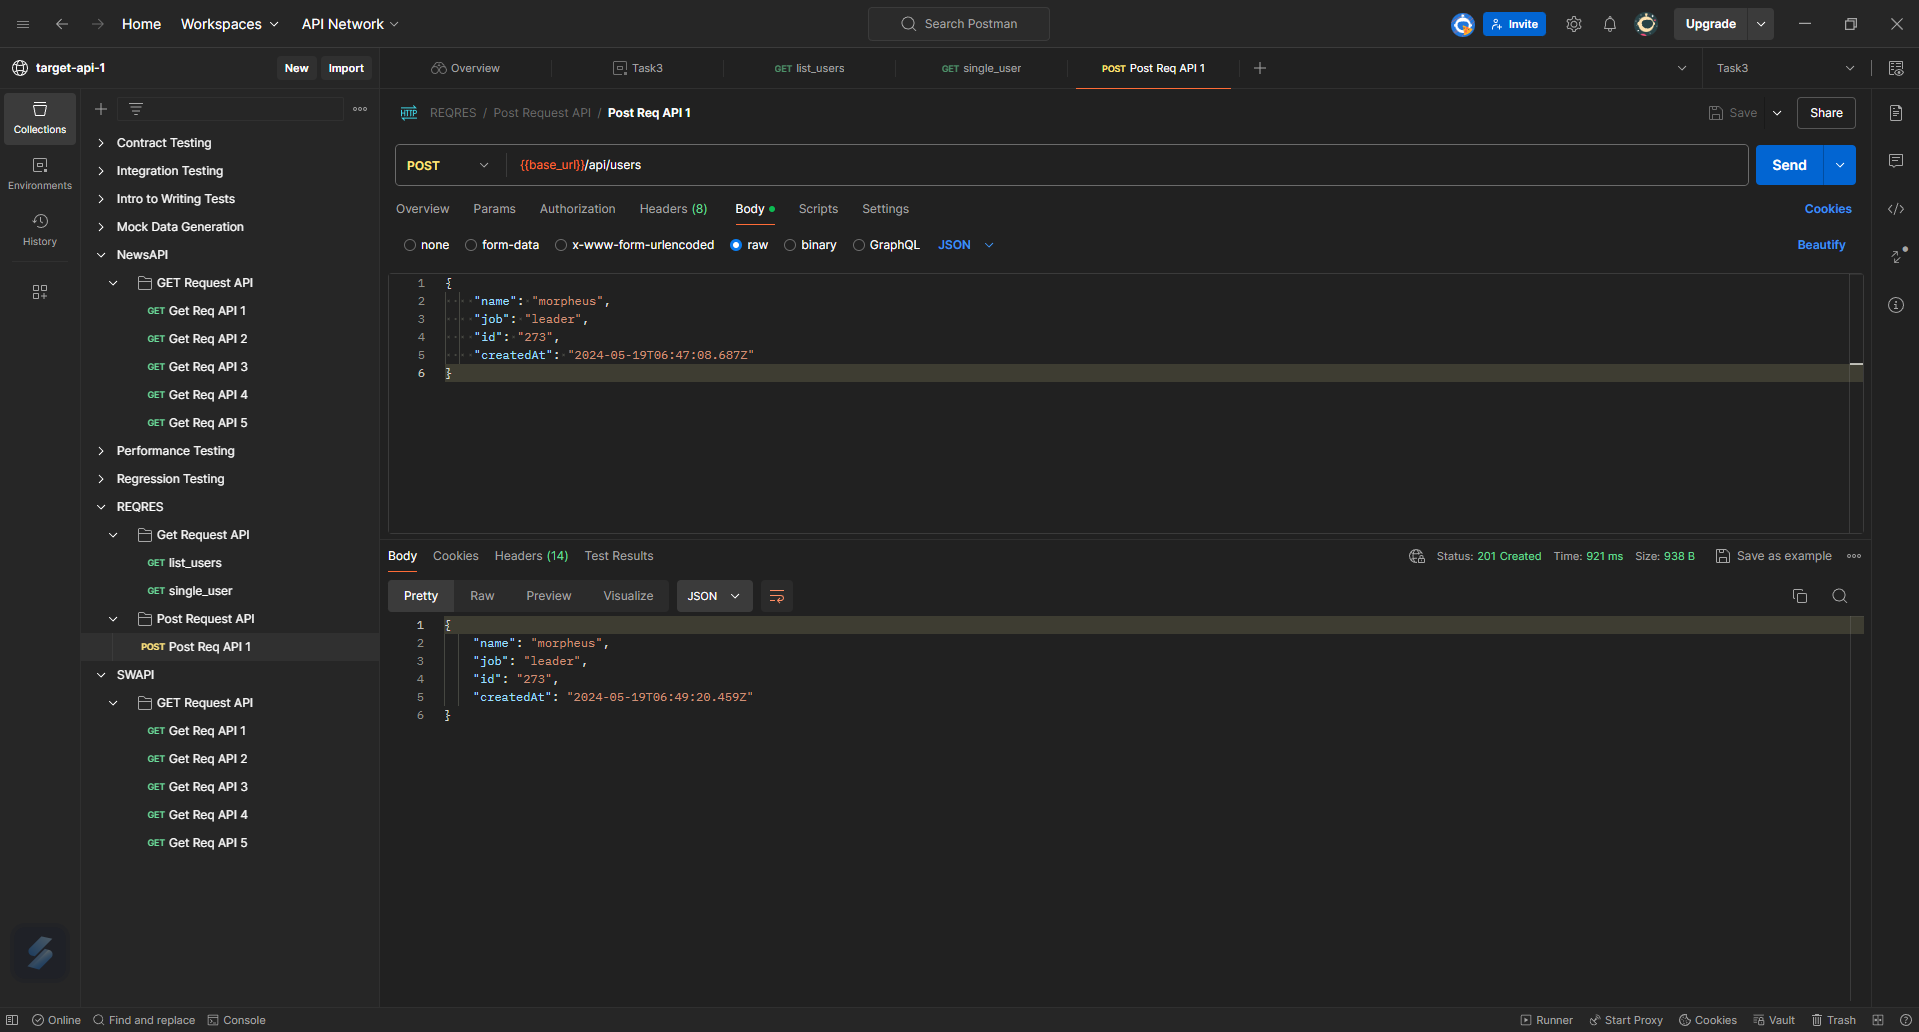 Home Workspaces API Network Search Postman Invite Upgrade
target-api-1 New Import Overview Task3 GET list_users GET single_user POST Post Req API 1 Task3
Collections
Environments
History
Contract Testing
Integration Testing
Intro to Writing Tests
Mock Data Generation
NewsAPI
GET Request API
GET Get Req API 1
GET Get Req API 2
GET Get Req API 3
GET Get Req API 4
GET Get Req API 5
Performance Testing
Regression Testing
REQRES
Get Request API
GET list_users
GET single_user
Post Request API
POST Post Req API 1
SWAPI
GET Request API
GET Get Req API 1
GET Get Req API 2
GET Get Req API 3
GET Get Req API 4
GET Get Req API 5
HTTP REQRES / Post Request API / Post Req API 1 Save Share
POST {{base_url}}/api/users Send
Overview Params Authorization Headers (8) Body Scripts Settings Cookies
none form-data x-www-form-urlencoded raw binary GraphQL JSON Beautify
1 {
2 "name": "morpheus",
3 "job": "leader",
4 "id": "273",
5 "createdAt": "2024-05-19T06:47:08.687Z"
6 }
Body Cookies Headers (14) Test Results Status: 201 Created Time: 921 ms Size: 938 B Save as example
Pretty Raw Preview Visualize JSON
1 {
2 "name": "morpheus",
3 "job": "leader",
4 "id": "273",
5 "createdAt": "2024-05-19T06:49:20.459Z"
6 }
Online Find and replace Console Runner Start Proxy Cookies Vault Trash